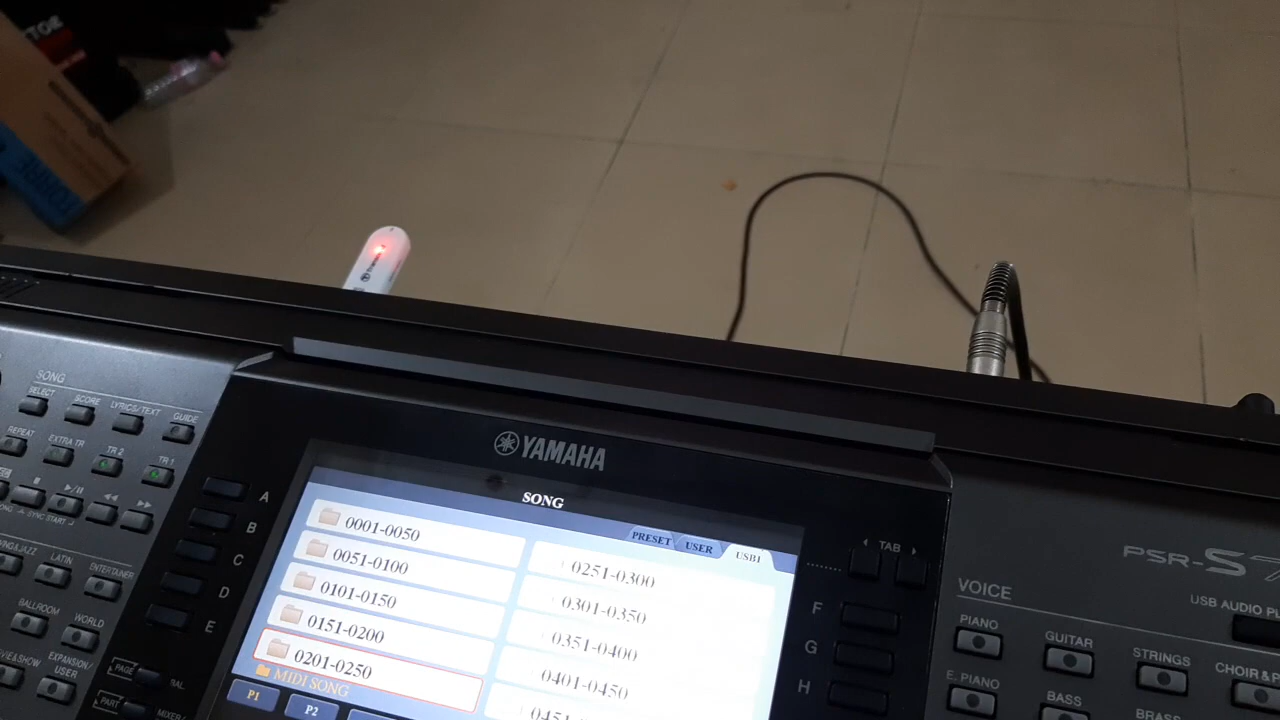 TOR
SONG
SELECT
SCORE
LYRICS/TEXT
GUIDE
REPEAT
EXTRA TR
TR 2
TR 1
SYNC START
LATIN
ENTERTAINER
BALLROOM
WORLD
EXPANSION/
USER
PAGE
PART
A
B
C
D
E
YAMAHA
SONG
PRESET
USER
USB1
0001-0050
0051-0100
0101-0150
0151-0200
0201-0250
0251-0300
0301-0350
0351-0400
0401-0450
MIDI SONG
P1
P2
TAB
F
G
H
PSR-S7
USB AUDIO
VOICE
PIANO
GUITAR
STRINGS
CHOIR &
E. PIANO
BASS
BRASS